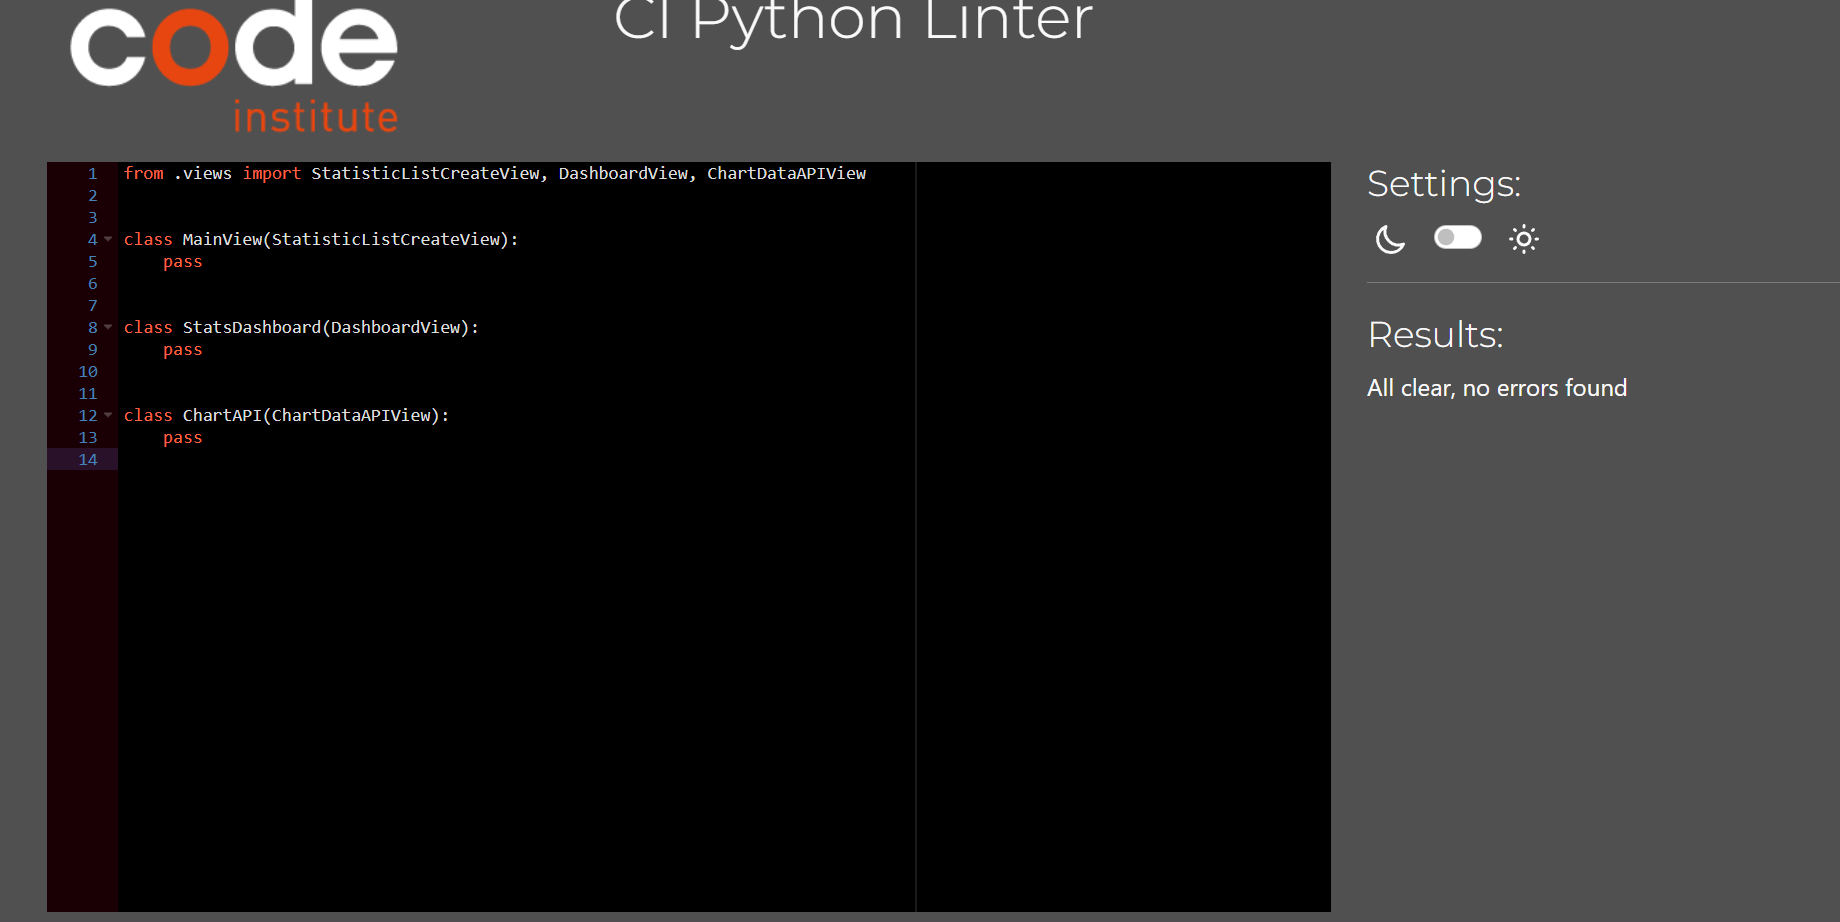 code
institute
CI Python Linter
1 from .views import StatisticListCreateView, DashboardView, ChartDataAPIView
2
3
4 class MainView(StatisticListCreateView):
5     pass
6
7
8 class StatsDashboard(DashboardView):
9     pass
10
11
12 class ChartAPI(ChartDataAPIView):
13     pass
14
Settings:
Results:
All clear, no errors found